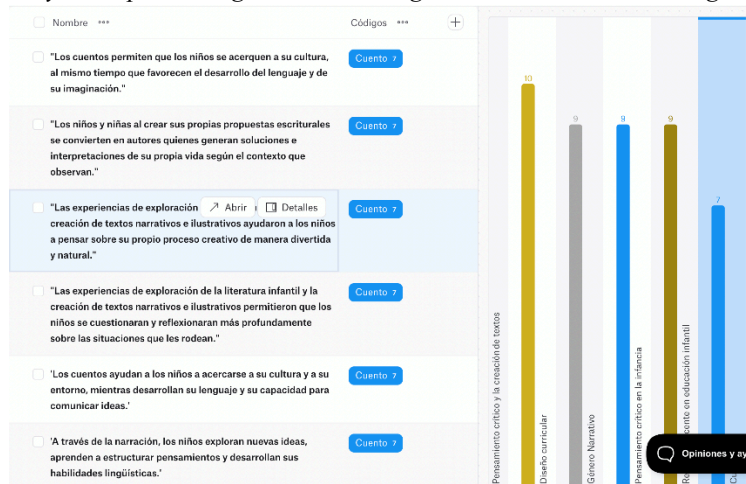 Nombre
Códigos
"Los cuentos permiten que los niños se acerquen a su cultura,
al mismo tiempo que favorecen el desarrollo del lenguaje y de
su imaginación."
Cuento 7
"Los niños y niñas al crear sus propias propuestas escriturales
se convierten en autores quienes generan soluciones e
interpretaciones de su propia vida según el contexto que
observan."
Cuento 7
"Las experiencias de exploración
Abrir
Detalles
creación de textos narrativos e ilustrativos ayudaron a los niños
a pensar sobre su propio proceso creativo de manera divertida
y natural."
Cuento 7
"Las experiencias de exploración de la literatura infantil y la
creación de textos narrativos e ilustrativos permitieron que los
niños se cuestionaran y reflexionaran más profundamente
sobre las situaciones que les rodean."
Cuento 7
'Los cuentos ayudan a los niños a acercarse a su cultura y a su
entorno, mientras desarrollan su lenguaje y su capacidad para
comunicar ideas.'
Cuento 7
'A través de la narración, los niños exploran nuevas ideas,
aprenden a estructurar pensamientos y desarrollan sus
habilidades lingüísticas.'
Cuento 7
10
9
9
9
7
Pensamiento crítico y la creación de textos
Diseño curricular
Género Narrativo
Pensamiento crítico en la infancia
en educación infantil
Opiniones y